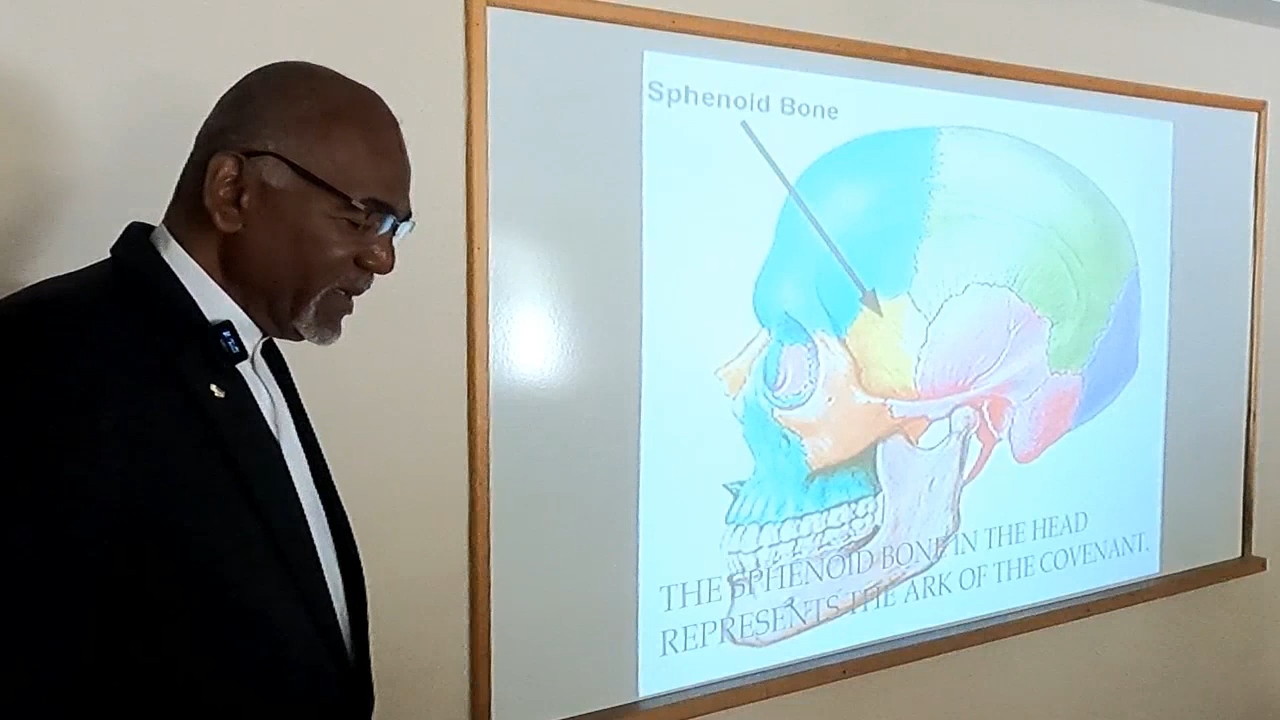 Sphenoid Bone
THE SPHENOID BONE IN THE HEAD
REPRESENTS THE ARK OF THE COVENANT.